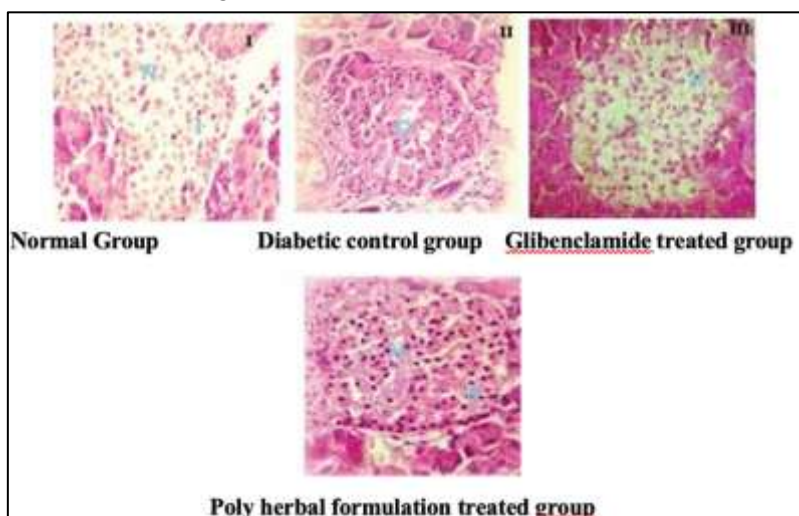 I II III
Normal Group Diabetic control group Glibenclamide treated group
Poly herbal formulation treated group